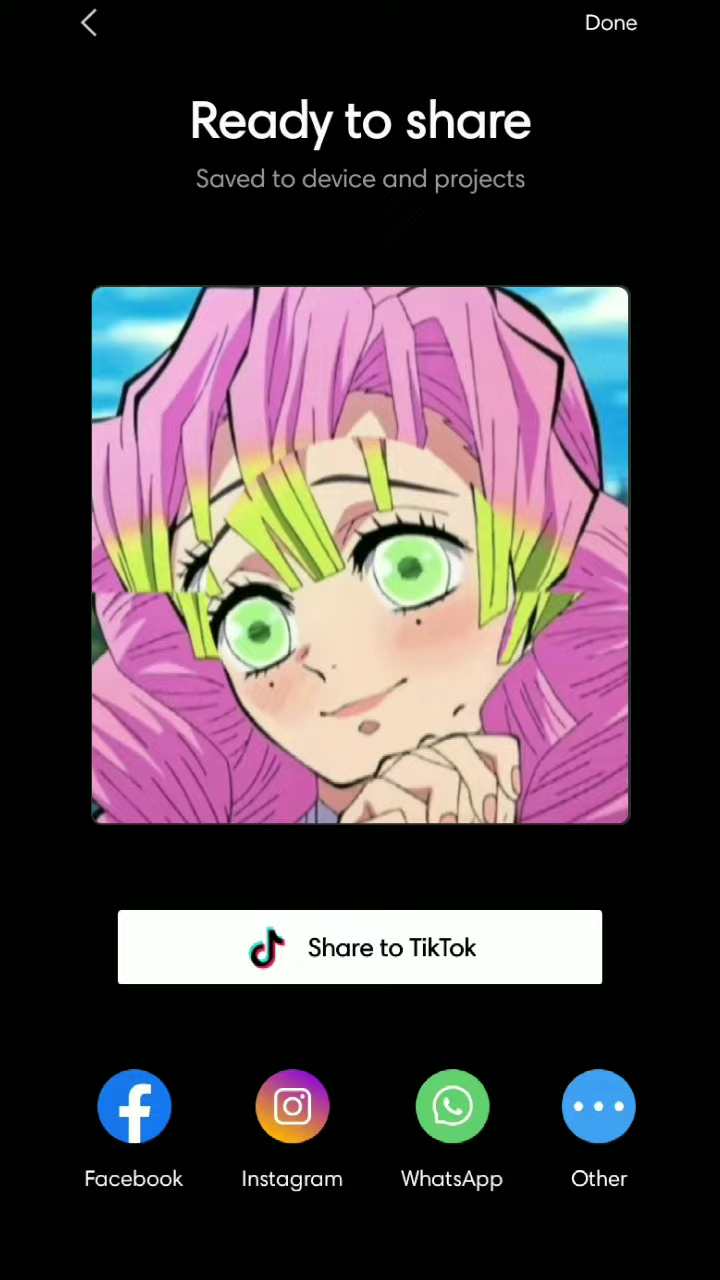 Done
Ready to share
Saved to device and projects
Share to TikTok
Facebook
Instagram
WhatsApp
Other